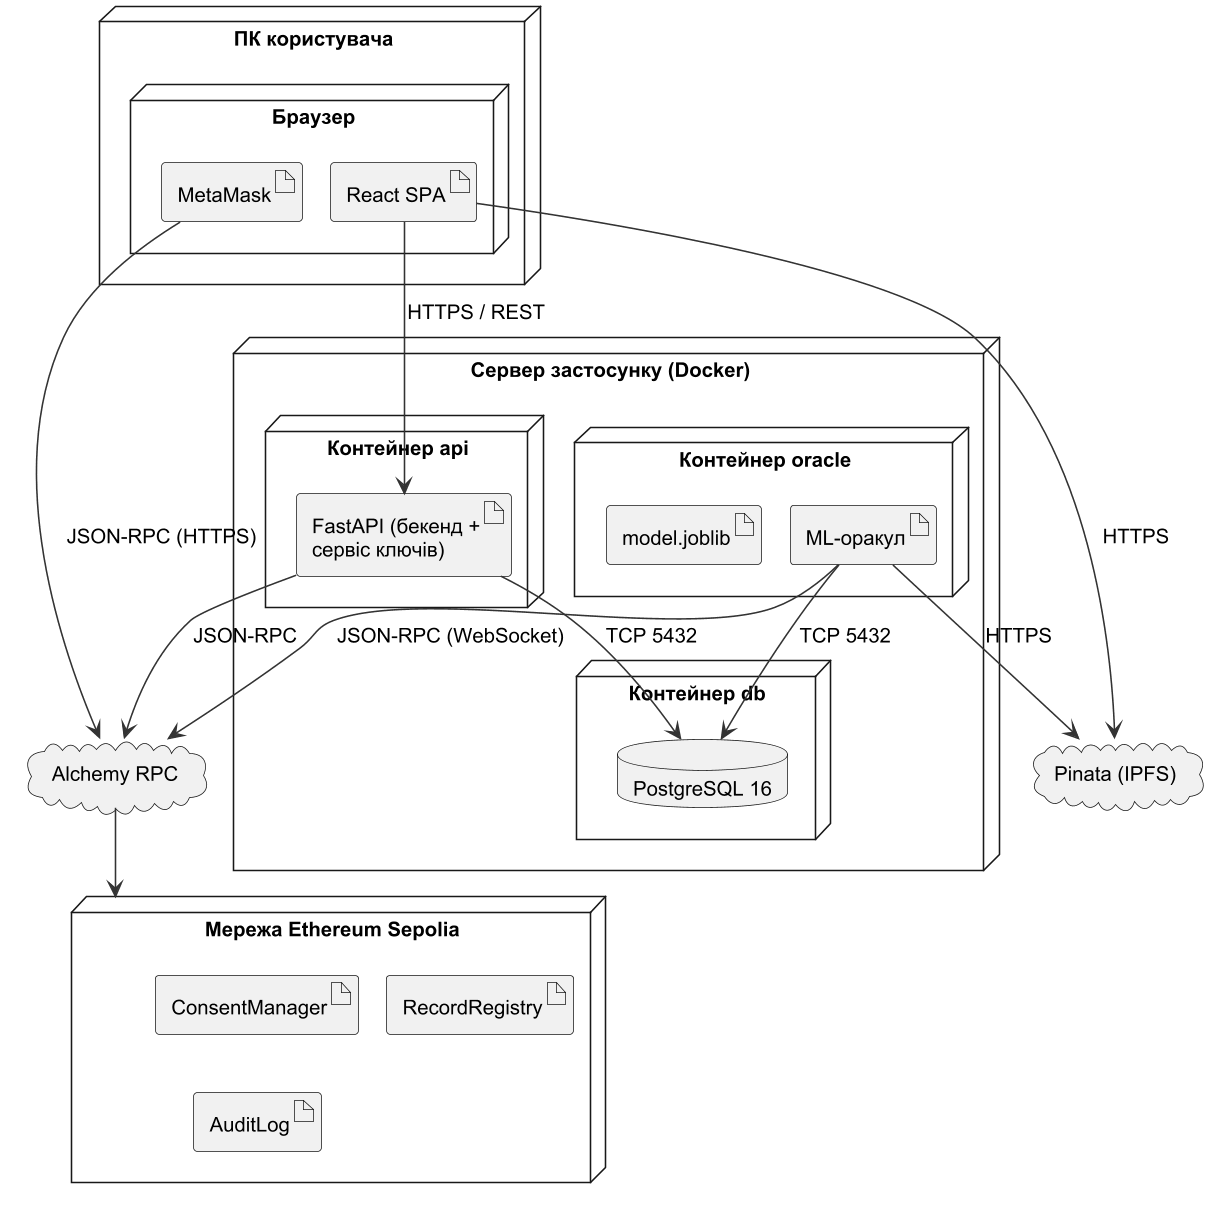 ПК користувача
Браузер
MetaMask
React SPA
HTTPS / REST
Сервер застосунку (Docker)
Контейнер api
Контейнер oracle
FastAPI (бекенд +
сервіс ключів)
model.joblib
ML-оракул
JSON-RPC (HTTPS)
HTTPS
JSON-RPC
JSON-RPC (WebSocket)
TCP 5432
TCP 5432
HTTPS
Контейнер db
PostgreSQL 16
Alchemy RPC
Pinata (IPFS)
Мережа Ethereum Sepolia
ConsentManager
RecordRegistry
AuditLog